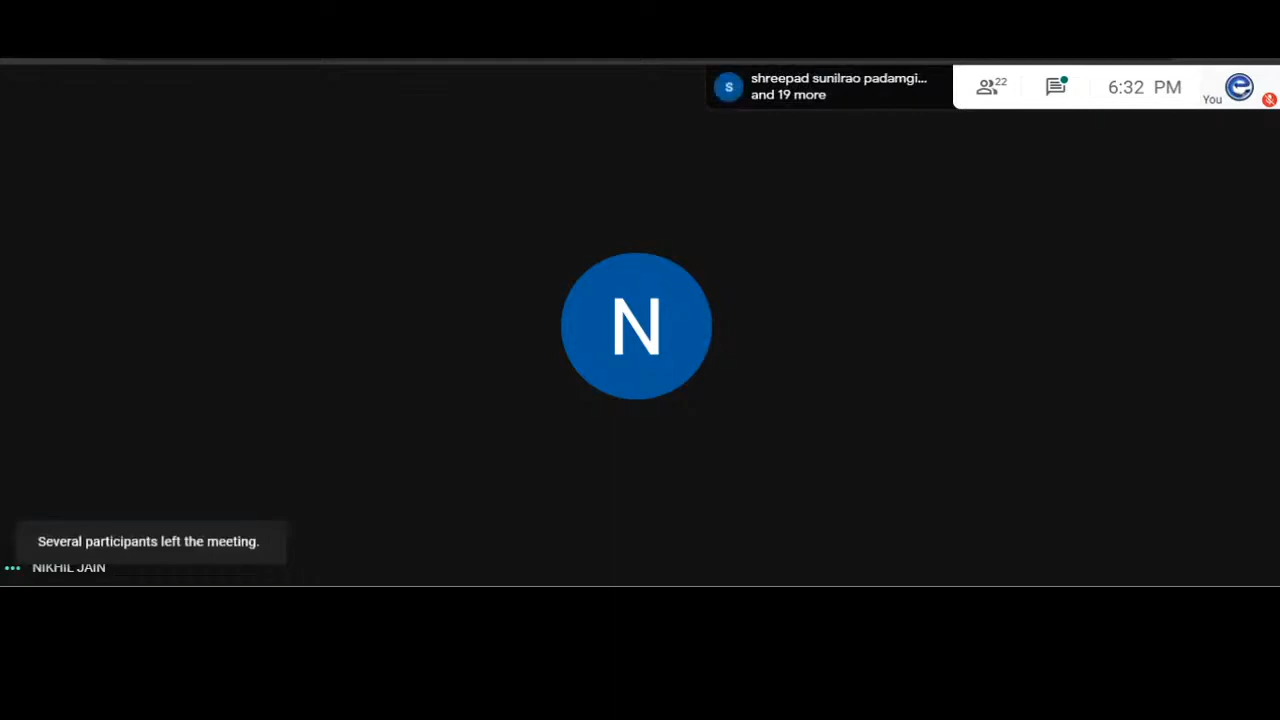 shreepad sunilrao padamgi...
and 19 more
22
6:32 PM
You
S
N
Several participants left the meeting.
NIKHIL JAIN